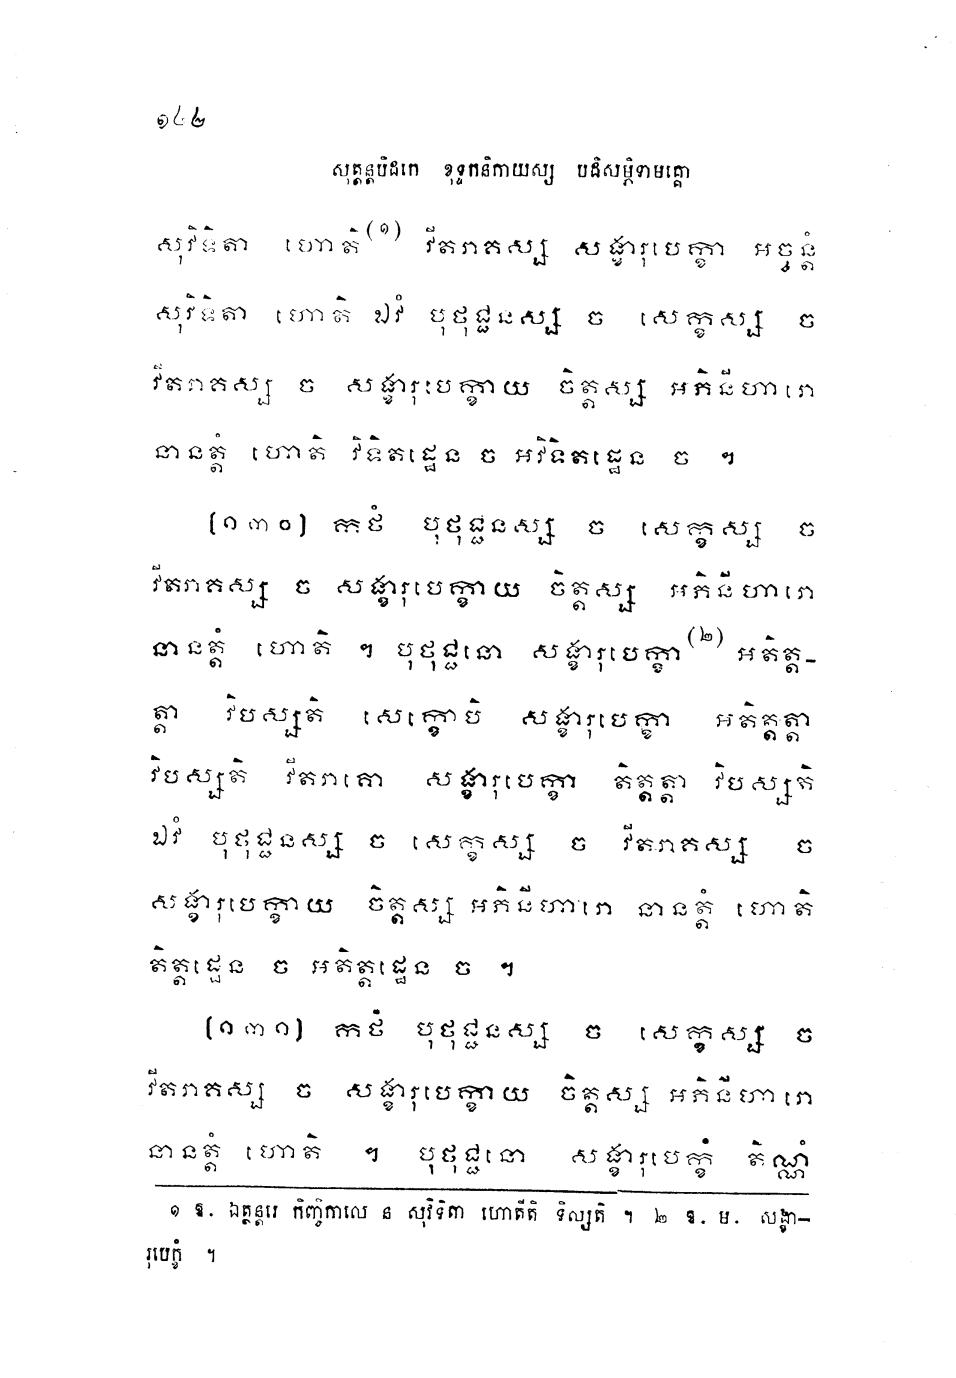 ១៤២
សុត្តន្តបិដកេ ខុទ្ទកនិកាយស្ស បដិសម្ភិទាមគ្គោ
សុវិទិតា ហោតិ(១) វីតរាគស្ស សង្ខារុបេក្ខា អច្ចន្តំ
សុវិទិតា ហោតិ ឯវំ បុថុជ្ជនស្ស ច សេក្ខស្ស ច
វីតរាគស្ស ច សង្ខារុបេក្ខាយ ចិត្តស្ស អភិនីហារោ
នានត្តំ ហោតិ វិទិតដ្ឋេន ច អវិទិតដ្ឋេន ច ។
(១៣០) កថំ បុថុជ្ជនស្ស ច សេក្ខស្ស ច
វីតរាគស្ស ច សង្ខារុបេក្ខាយ ចិត្តស្ស អភិនីហារោ
នានត្តំ ហោតិ ។ បុថុជ្ជនោ សង្ខារុបេក្ខា(២) អតិត្ត-
ត្តា វិបស្សតិ សេក្ខោបិ សង្ខារុបេក្ខា អតិត្តត្តា
វិបស្សតិ វីតរាគោ សង្ខារុបេក្ខា តិត្តត្តា វិបស្សតិ
ឯវំ បុថុជ្ជនស្ស ច សេក្ខស្ស ច វីតរាគស្ស ច
សង្ខារុបេក្ខាយ ចិត្តស្ស អភិនីហារោ នានត្តំ ហោតិ
តិត្តដ្ឋេន ច អតិត្តដ្ឋេន ច ។
(១៣១) កថំ បុថុជ្ជនស្ស ច សេក្ខស្ស ច
វីតរាគស្ស ច សង្ខារុបេក្ខាយ ចិត្តស្ស អភិនីហារោ
នានត្តំ ហោតិ ។ បុថុជ្ជនោ សង្ខារុបេក្ខំ តិណ្ណំ
១ ឱ. ឯត្ថន្តរេ កិញ្ចិកាលេ ន សុវិទិតា ហោតីតិ ទិស្សតិ ។ ២ ឱ. ម. សង្ខា-
រុបេក្ខំ ។